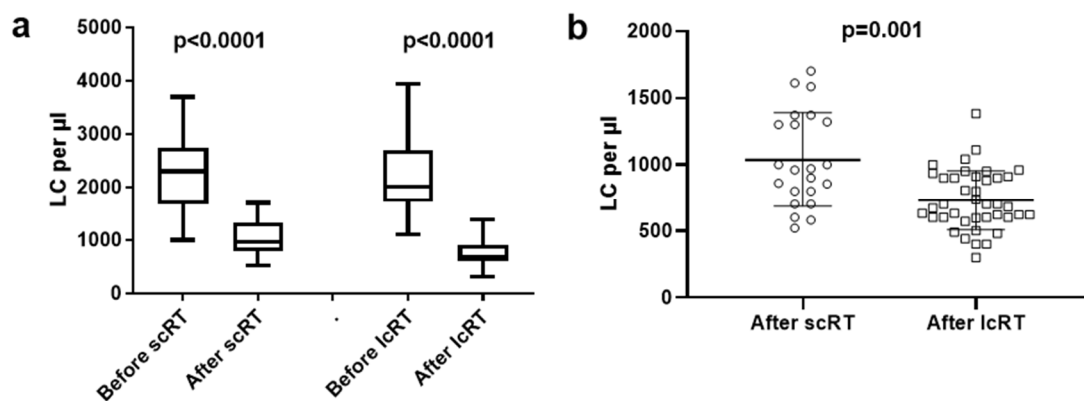 a
p<0.0001 p<0.0001
LC per µl
5000
4000
3000
2000
1000
0
Before scRT
After scRT
.
Before lcRT
After lcRT
b
p=0.001
LC per µl
2000
1500
1000
500
0
After scRT
After lcRT